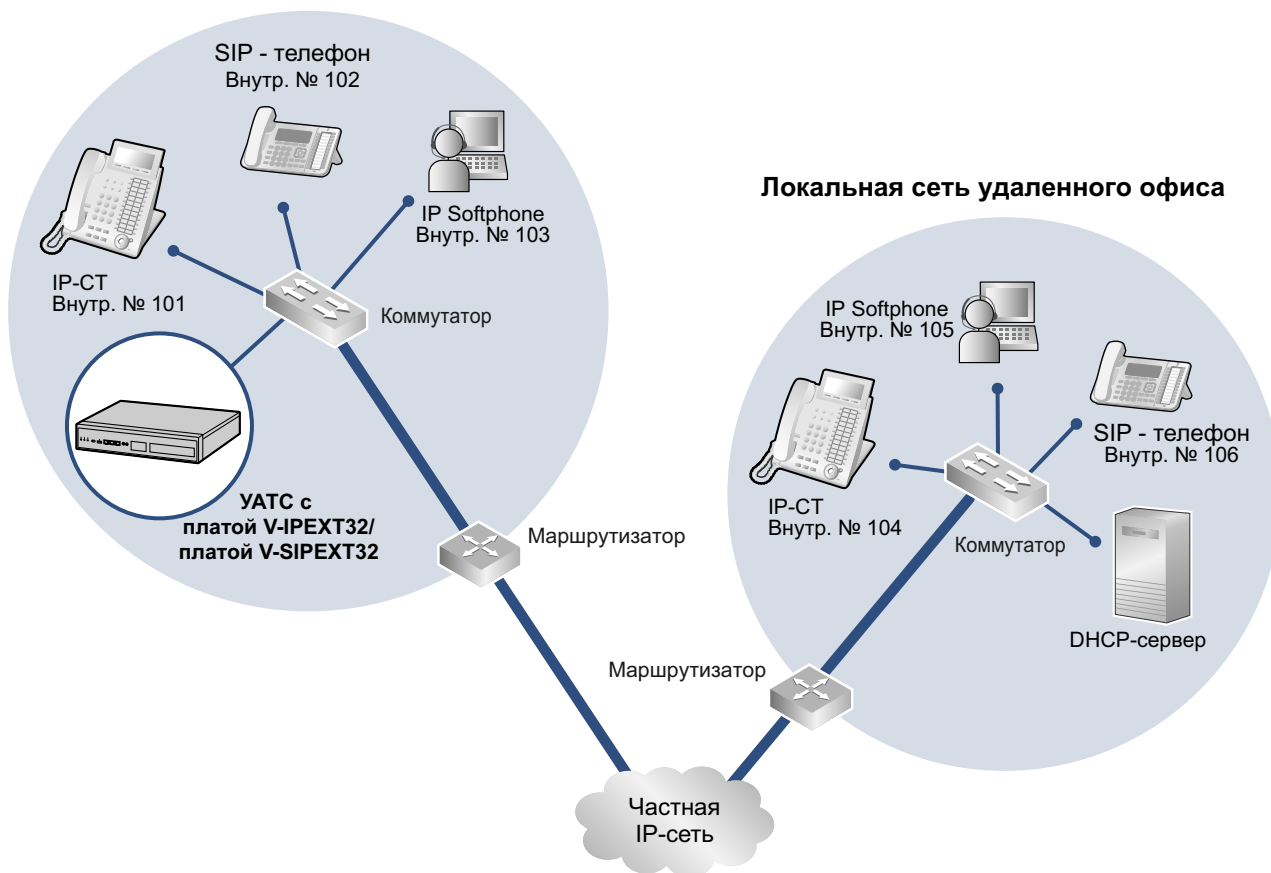 SIP - телефон
Внутр. № 102
IP Softphone
Внутр. № 103
IP-CT
Внутр. № 101
Коммутатор
УАТС с
платой V-IPEXT32/
платой V-SIPEXT32
Маршрутизатор
Локальная сеть удаленного офиса
IP Softphone
Внутр. № 105
SIP - телефон
Внутр. № 106
IP-CT
Внутр. № 104
Коммутатор
DHCP-сервер
Маршрутизатор
Частная
IP-сеть